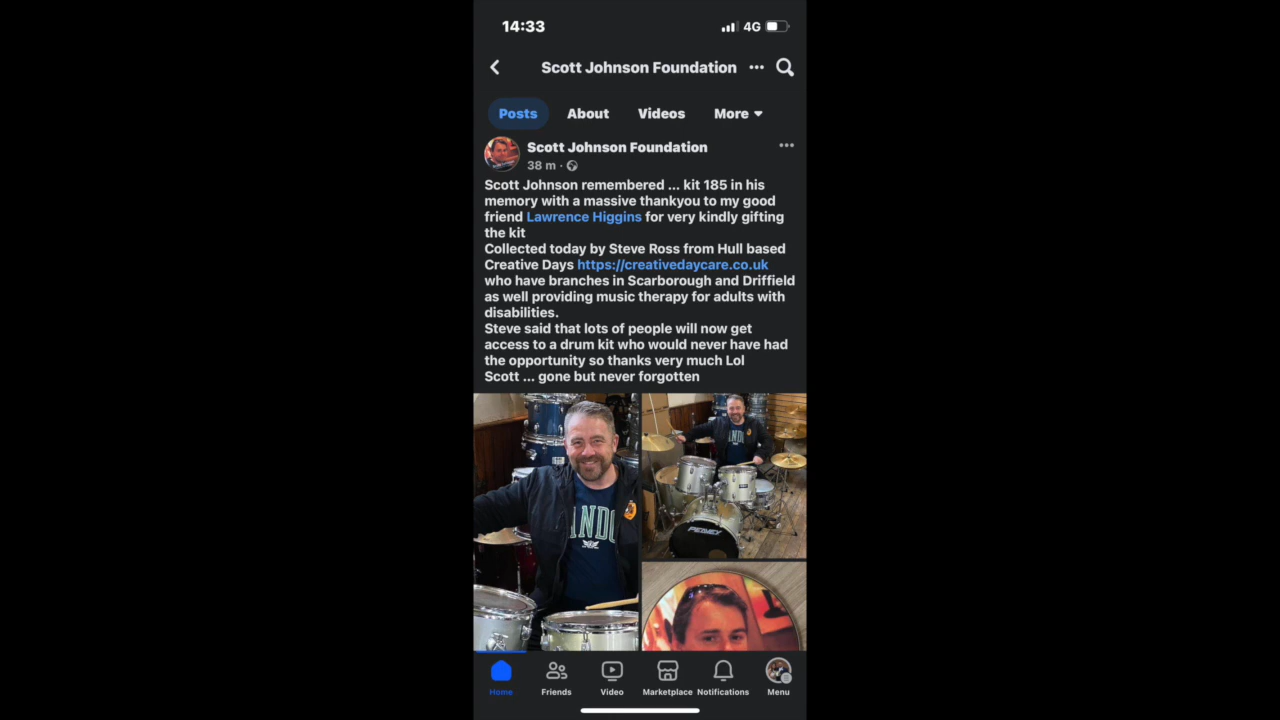 14:33
4G
Scott Johnson Foundation
Posts
About
Videos
More
Scott Johnson Foundation
38 m ·
Scott Johnson remembered ... kit 185 in his
memory with a massive thankyou to my good
friend Lawrence Higgins for very kindly gifting
the kit
Collected today by Steve Ross from Hull based
Creative Days https://creativedaycare.co.uk
who have branches in Scarborough and Driffield
as well providing music therapy for adults with
disabilities.
Steve said that lots of people will now get
access to a drum kit who would never have had
the opportunity so thanks very much Lol
Scott ... gone but never forgotten
ANDO
PEAVEY
Home
Friends
Video
Marketplace
Notifications
Menu